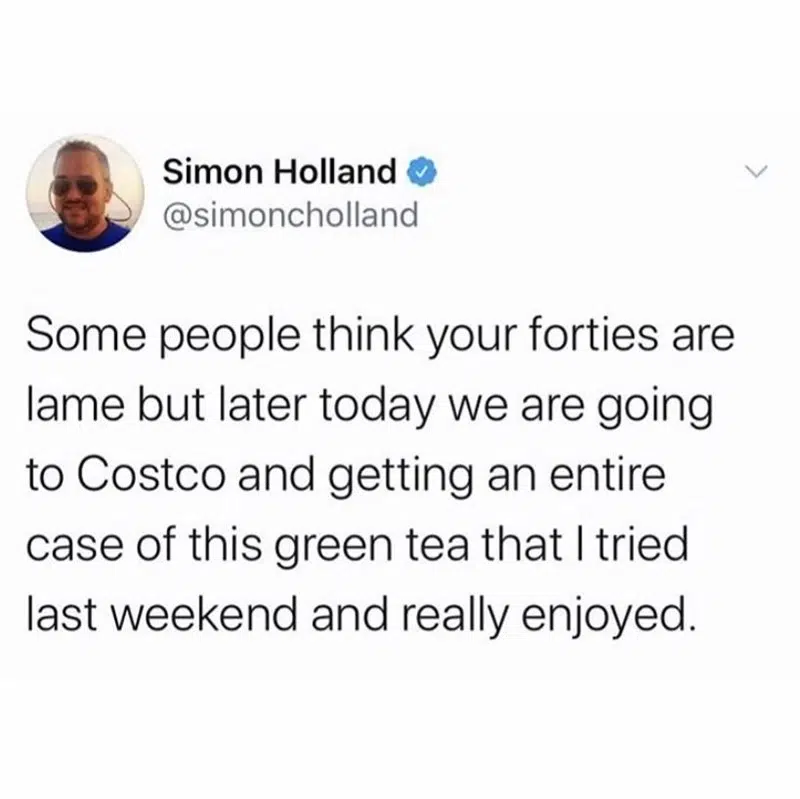 Simon Holland
@simoncholland
Some people think your forties are
lame but later today we are going
to Costco and getting an entire
case of this green tea that I tried
last weekend and really enjoyed.